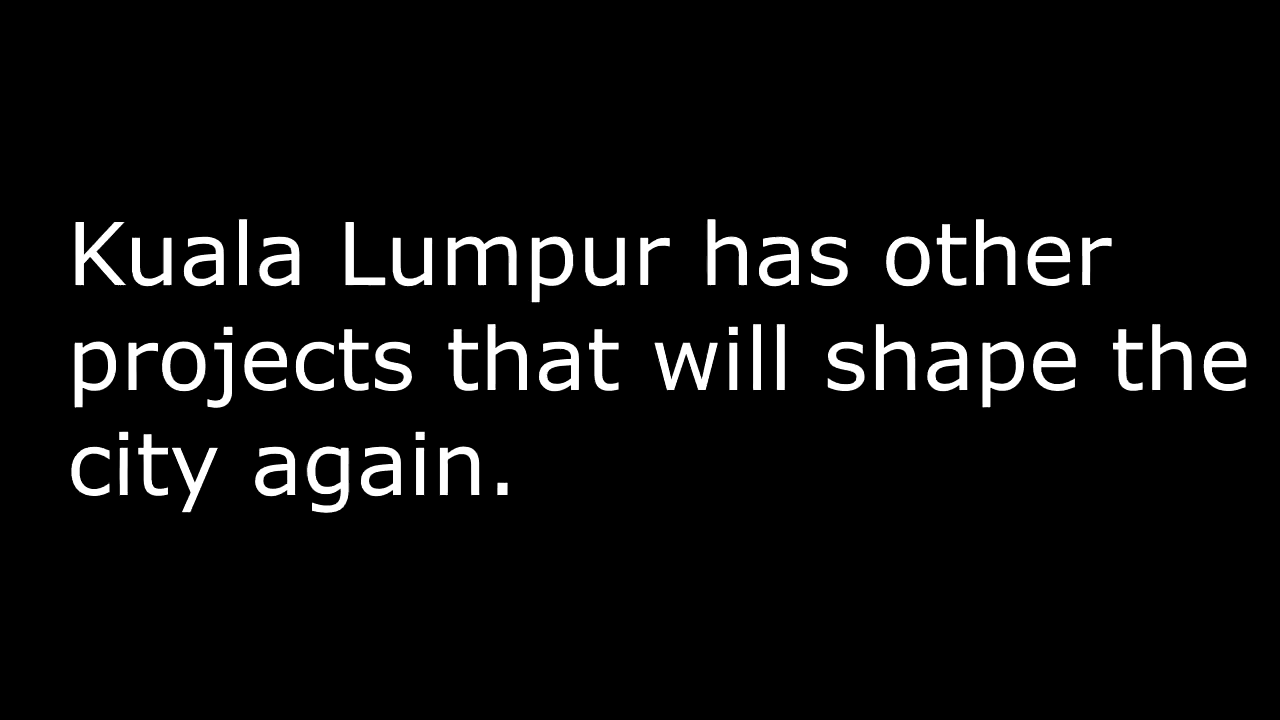 Kuala Lumpur has other
projects that will shape the
city again.